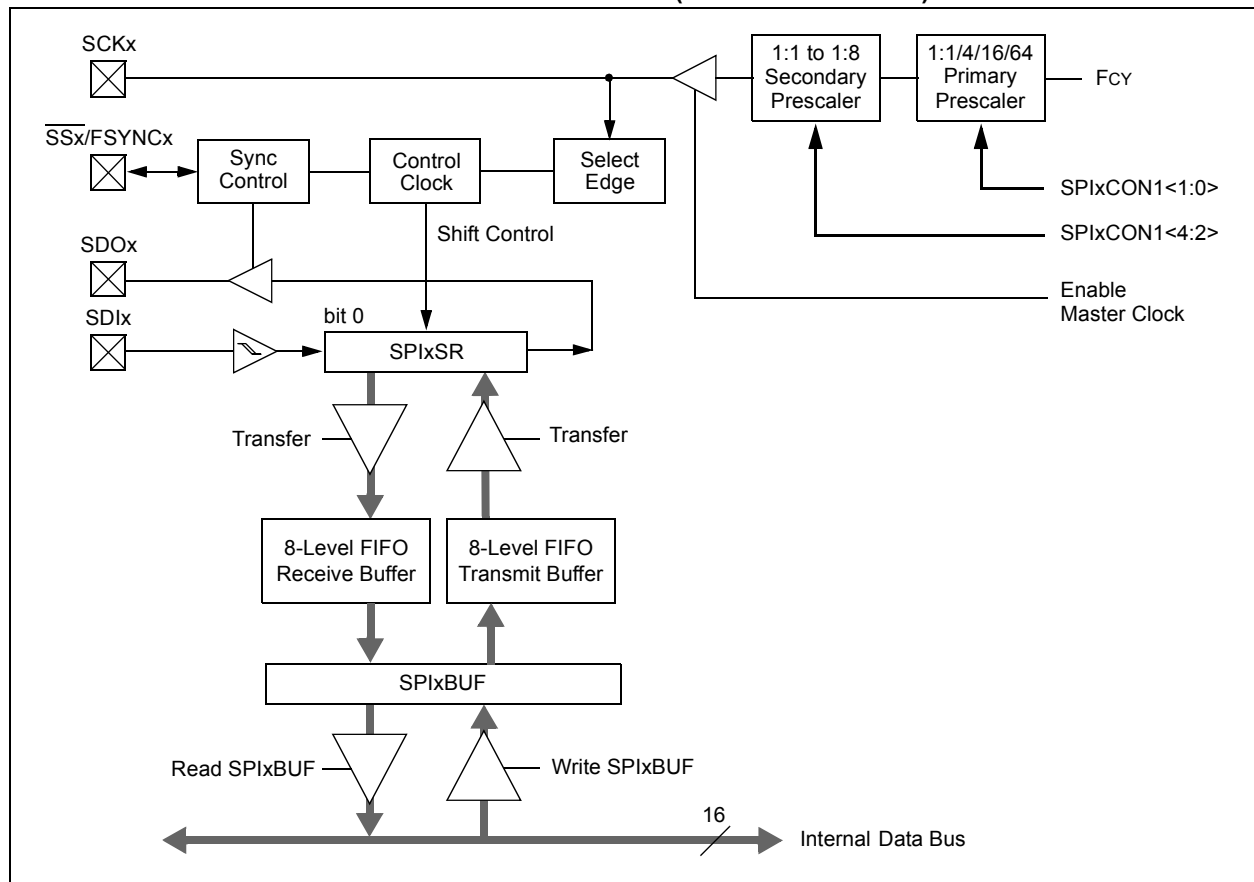 SCKx
1:1 to 1:8
Secondary
Prescaler
1:1/4/16/64
Primary
Prescaler
FCY
SSx/FSYNCx
Sync
Control
Control
Clock
Select
Edge
SPIxCON1<1:0>
Shift Control
SPIxCON1<4:2>
SDOx
Enable
Master Clock
SDIx
bit 0
SPIxSR
Transfer
Transfer
8-Level FIFO
Receive Buffer
8-Level FIFO
Transmit Buffer
SPIxBUF
Read SPIxBUF
Write SPIxBUF
16
Internal Data Bus